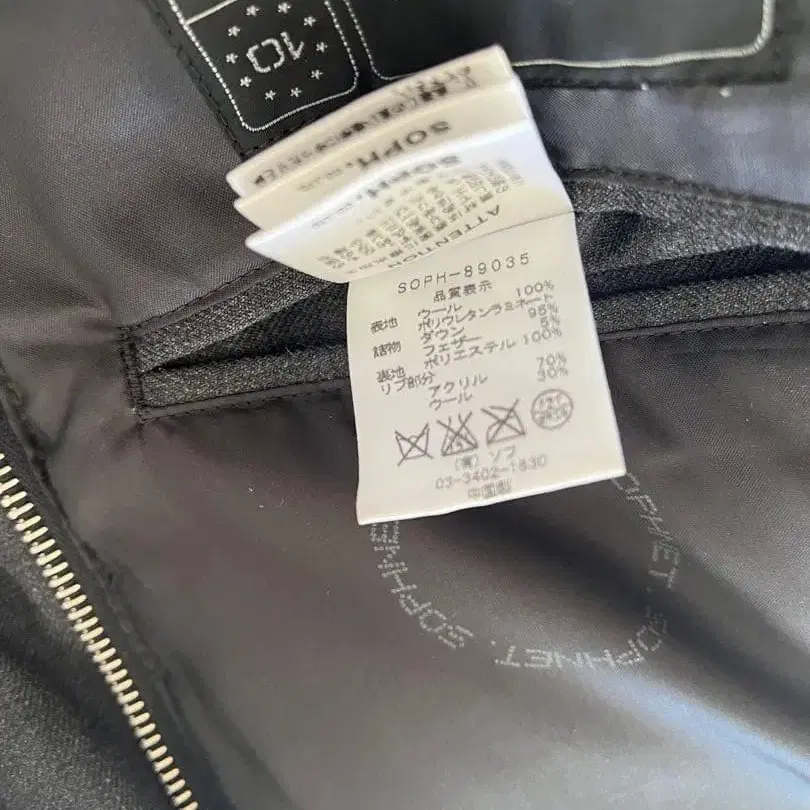 10
SOPH.
SOPH.
ATTENTION
SOPH-89035
品質表示
表地 ウール 100%
ポリウレタンラミネート
詰物 ダウン 95%
フェザー 5%
裏地 ポリエステル 100%
リブ部分
アクリル 70%
ウール 30%
(有) ソフ
03-3402-1830
中国製
SOPHNET. SOPHNET. SOPHNET.